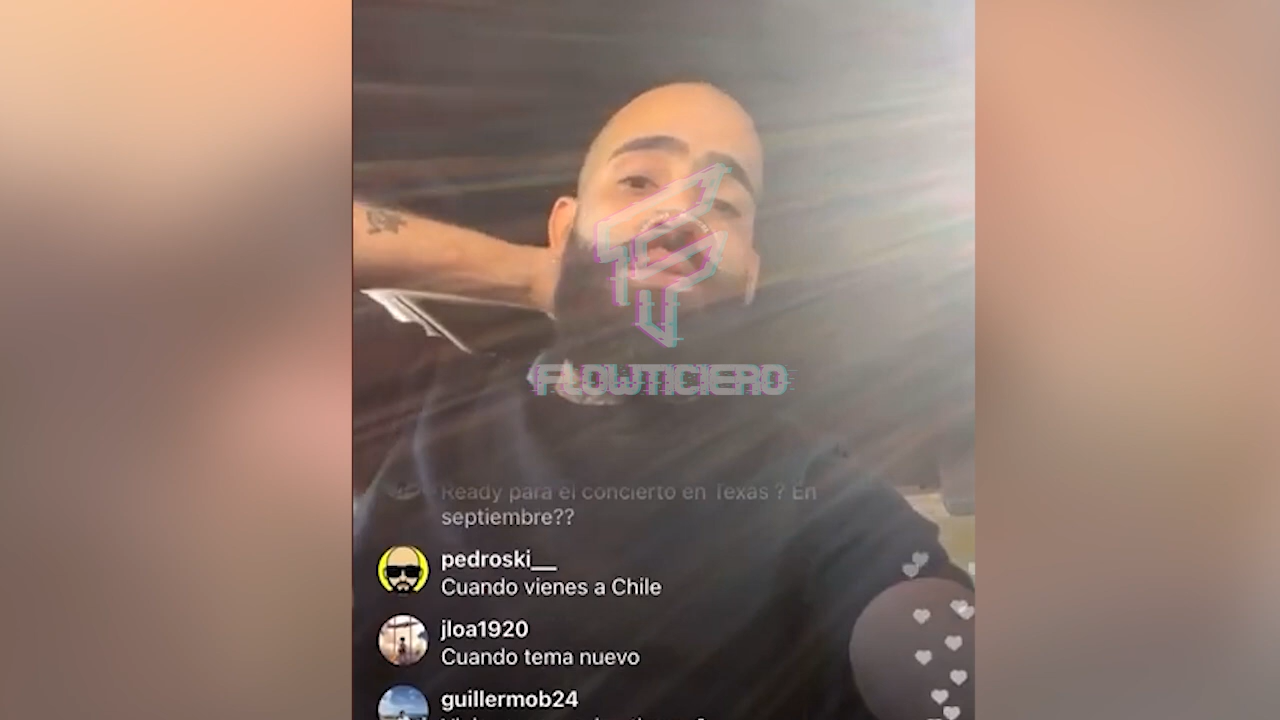 FLOWTICIERO
Ready para el concierto en Texas ? En
septiembre??
pedroski__
Cuando vienes a Chile
jloa1920
Cuando tema nuevo
guillermob24